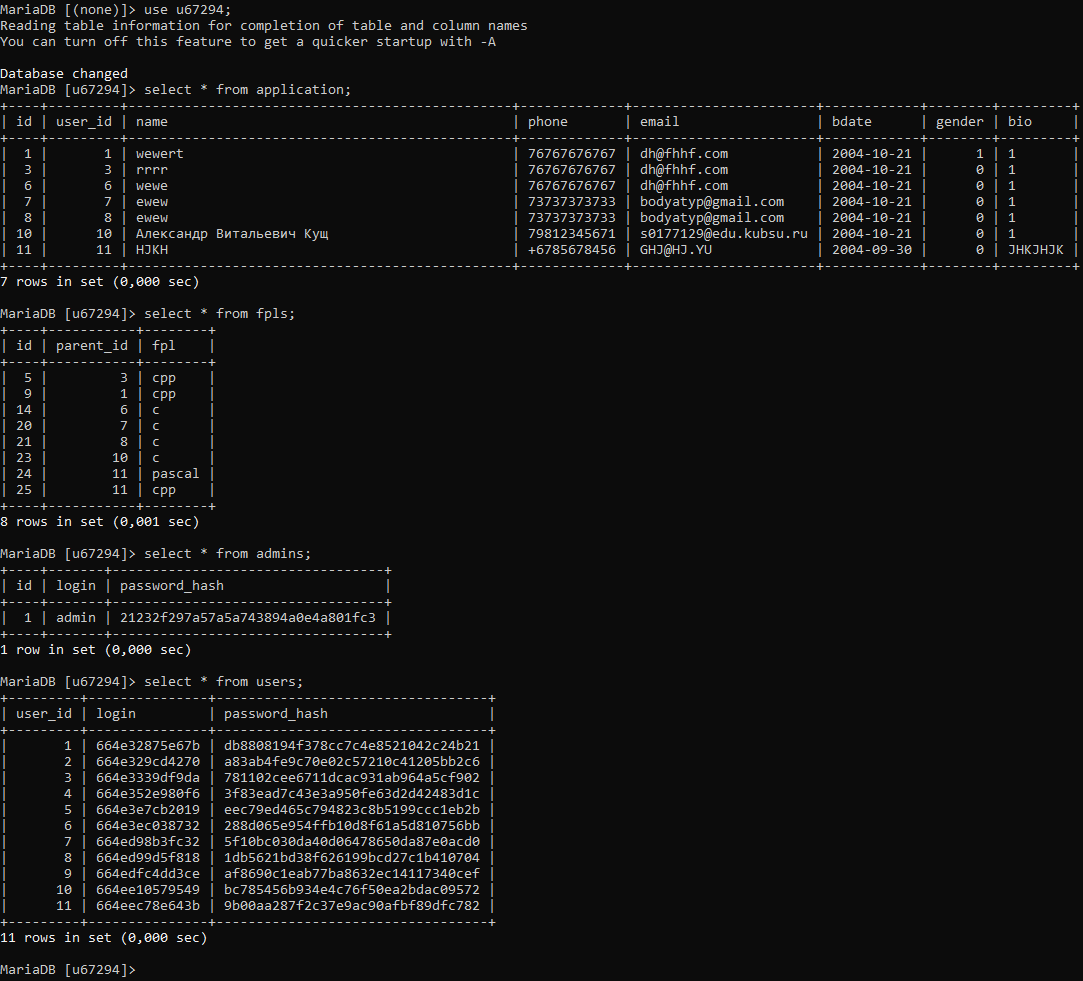 MariaDB [(none)]> use u67294;
Reading table information for completion of table and column names
You can turn off this feature to get a quicker startup with -A

Database changed
MariaDB [u67294]> select * from application;
+----+---------+------------------------------------------------+-------------+-----------------------+------------+--------+---------+
| id | user_id | name                                           | phone       | email                 | bdate      | gender | bio     |
+----+---------+------------------------------------------------+-------------+-----------------------+------------+--------+---------+
|  1 |       1 | wewert                                         | 76767676767 | dh@fhhf.com           | 2004-10-21 |      1 | 1       |
|  3 |       3 | rrrr                                           | 76767676767 | dh@fhhf.com           | 2004-10-21 |      0 | 1       |
|  6 |       6 | wewe                                           | 76767676767 | dh@fhhf.com           | 2004-10-21 |      0 | 1       |
|  7 |       7 | ewew                                           | 73737373733 | bodyatyp@gmail.com    | 2004-10-21 |      0 | 1       |
|  8 |       8 | ewew                                           | 73737373733 | bodyatyp@gmail.com    | 2004-10-21 |      0 | 1       |
| 10 |      10 | Александр Витальевич Кущ                       | 79812345671 | s0177129@edu.kubsu.ru | 2004-10-21 |      0 | 1       |
| 11 |      11 | HJKH                                           | +6785678456 | GHJ@HJ.YU             | 2004-09-30 |      0 | JHKJHJK |
+----+---------+------------------------------------------------+-------------+-----------------------+------------+--------+---------+
7 rows in set (0,000 sec)

MariaDB [u67294]> select * from fpls;
+----+-----------+--------+
| id | parent_id | fpl    |
+----+-----------+--------+
|  5 |         3 | cpp    |
|  9 |         1 | cpp    |
| 14 |         6 | c      |
| 20 |         7 | c      |
| 21 |         8 | c      |
| 23 |        10 | c      |
| 24 |        11 | pascal |
| 25 |        11 | cpp    |
+----+-----------+--------+
8 rows in set (0,001 sec)

MariaDB [u67294]> select * from admins;
+----+-------+----------------------------------+
| id | login | password_hash                    |
+----+-------+----------------------------------+
|  1 | admin | 21232f297a57a5a743894a0e4a801fc3 |
+----+-------+----------------------------------+
1 row in set (0,000 sec)

MariaDB [u67294]> select * from users;
+---------+---------------+----------------------------------+
| user_id | login         | password_hash                    |
+---------+---------------+----------------------------------+
|       1 | 664e32875e67b | db8808194f378cc7c4e8521042c24b21 |
|       2 | 664e329cd4270 | a83ab4fe9c70e02c57210c41205bb2c6 |
|       3 | 664e3339df9da | 781102cee6711dcac931ab964a5cf902 |
|       4 | 664e352e980f6 | 3f83ead7c43e3a950fe63d2d42483d1c |
|       5 | 664e3e7cb2019 | eec79ed465c794823c8b5199ccc1eb2b |
|       6 | 664e3ec038732 | 288d065e954ffb10d8f61a5d810756bb |
|       7 | 664ed98b3fc32 | 5f10bc030da40d06478650da87e0acd0 |
|       8 | 664ed99d5f818 | 1db5621bd38f626199bcd27c1b410704 |
|       9 | 664edfc4dd3ce | af8690c1eab77ba8632ec14117340cef |
|      10 | 664ee10579549 | bc785456b934e4c76f50ea2bdac09572 |
|      11 | 664eec78e643b | 9b00aa287f2c37e9ac90afbf89dfc782 |
+---------+---------------+----------------------------------+
11 rows in set (0,000 sec)

MariaDB [u67294]>